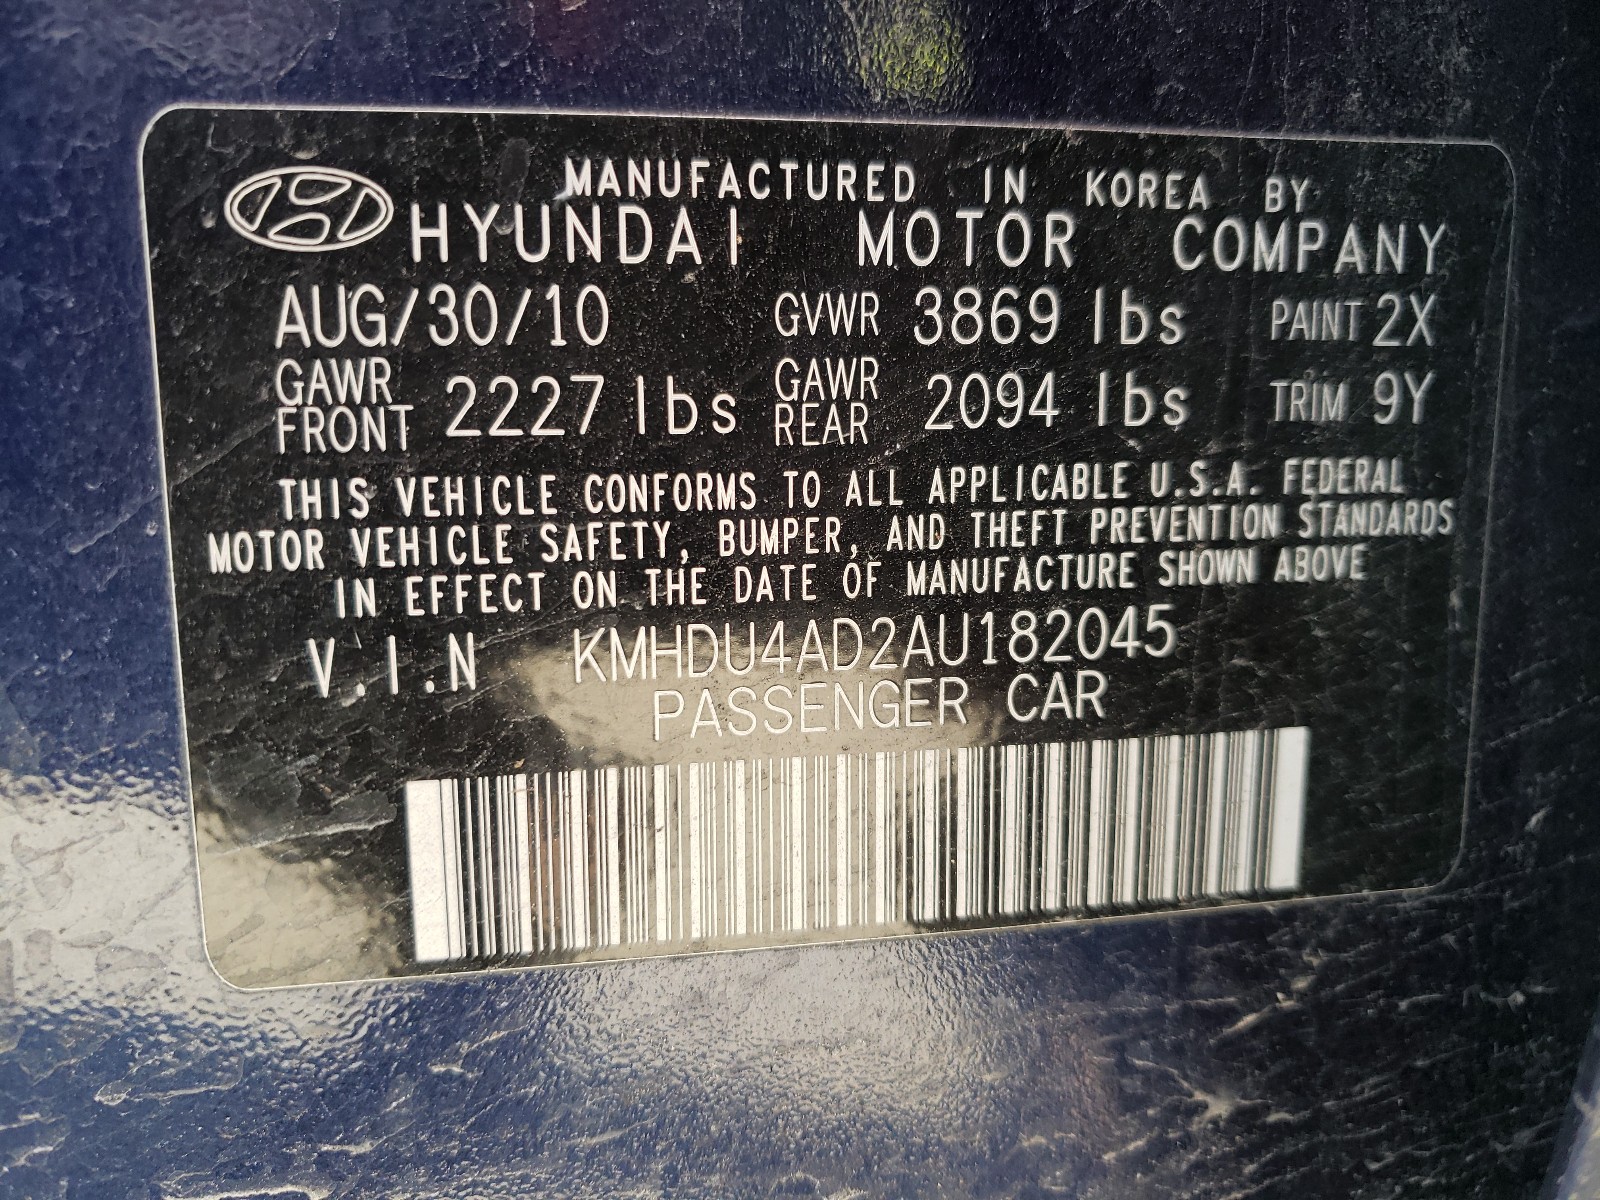 MANUFACTURED IN KOREA BY
HYUNDAI MOTOR COMPANY
AUG/30/10 GVWR 3869 lbs PAINT 2X
GAWR FRONT 2227 lbs GAWR REAR 2094 lbs TRIM 9Y
THIS VEHICLE CONFORMS TO ALL APPLICABLE U.S.A. FEDERAL
MOTOR VEHICLE SAFETY, BUMPER, AND THEFT PREVENTION STANDARDS
IN EFFECT ON THE DATE OF MANUFACTURE SHOWN ABOVE
V.I.N KMHDU4AD2AU182045
PASSENGER CAR